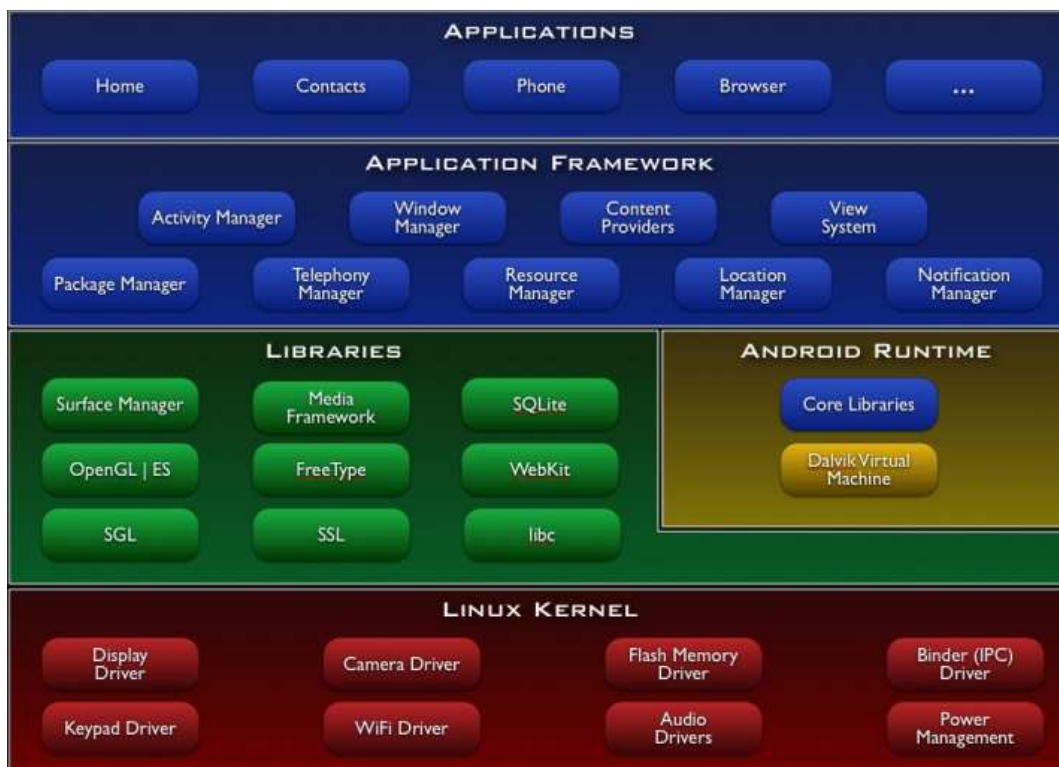 APPLICATIONS
Home
Contacts
Phone
Browser
...
APPLICATION FRAMEWORK
Activity Manager
Window
Manager
Content
Providers
View
System
Package Manager
Telephony
Manager
Resource
Manager
Location
Manager
Notification
Manager
LIBRARIES
Surface Manager
Media
Framework
SQLite
OpenGL | ES
FreeType
WebKit
SGL
SSL
libc
ANDROID RUNTIME
Core Libraries
Dalvik Virtual
Machine
LINUX KERNEL
Display
Driver
Camera Driver
Flash Memory
Driver
Binder (IPC)
Driver
Keypad Driver
WiFi Driver
Audio
Drivers
Power
Management